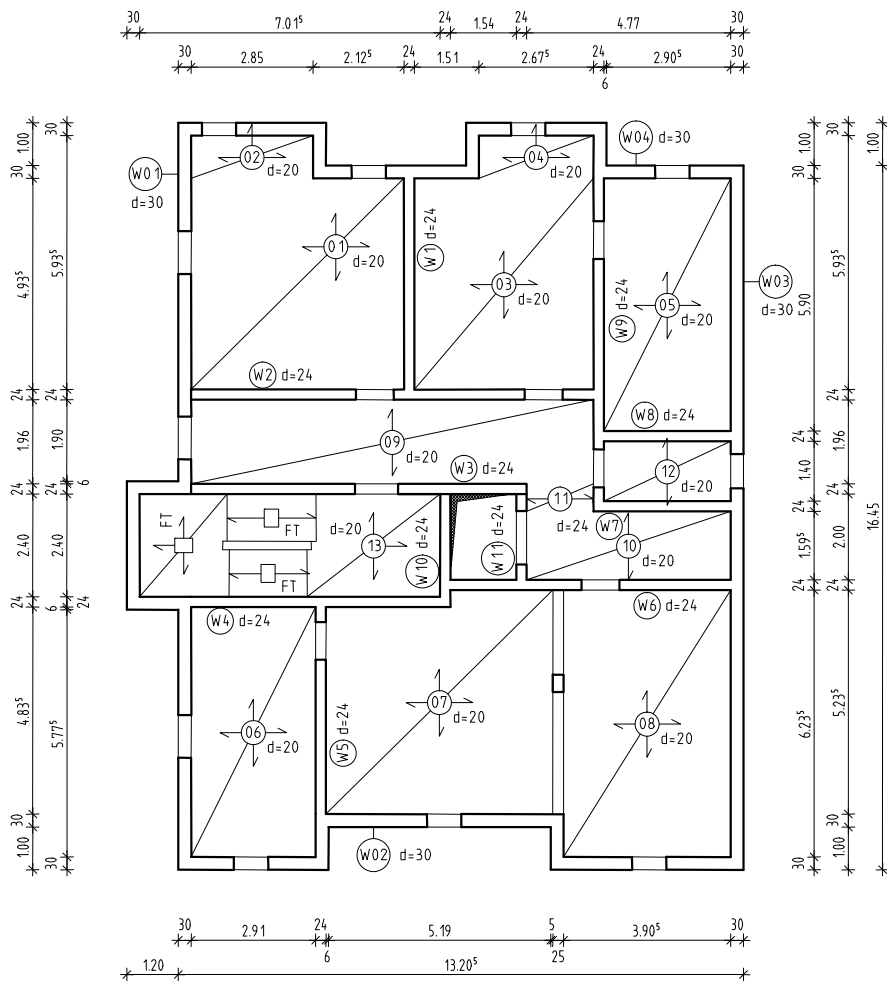 30 7.01⁵ 24 1.54 24 4.77 30
30 2.85 2.12⁵ 24 1.51 2.67⁵ 24 2.90⁵ 30
6
W04 d=30
W01
d=30
02
d=20
04
d=20
01
d=20
W1 d=24
03
d=20
W9 d=24
05
d=20
W03
d=30
W2 d=24
W8 d=24
09
d=20
W3 d=24
12
d=20
11
d=24
FT
FT
FT
d=20
13
W10 d=24
W11 d=24
W7
10
d=20
W4 d=24
W6 d=24
07
d=20
06
d=20
W5 d=24
08
d=20
W02 d=30
1.00
30
4.93⁵
24
1.96
24
2.40
24
6
4.83⁵
30
1.00
30
5.93⁵
24
1.90
6
24
2.40
24
5.77⁵
30
30
5.90
24
1.40
24
1.59⁵
24
6.23⁵
30
1.00
30
5.93⁵
24
1.96
24
2.00
24
5.23⁵
30
1.00
1.00
16.45
30 2.91 24 5.19 5 3.90⁵ 30
6 25
1.20 13.20⁵